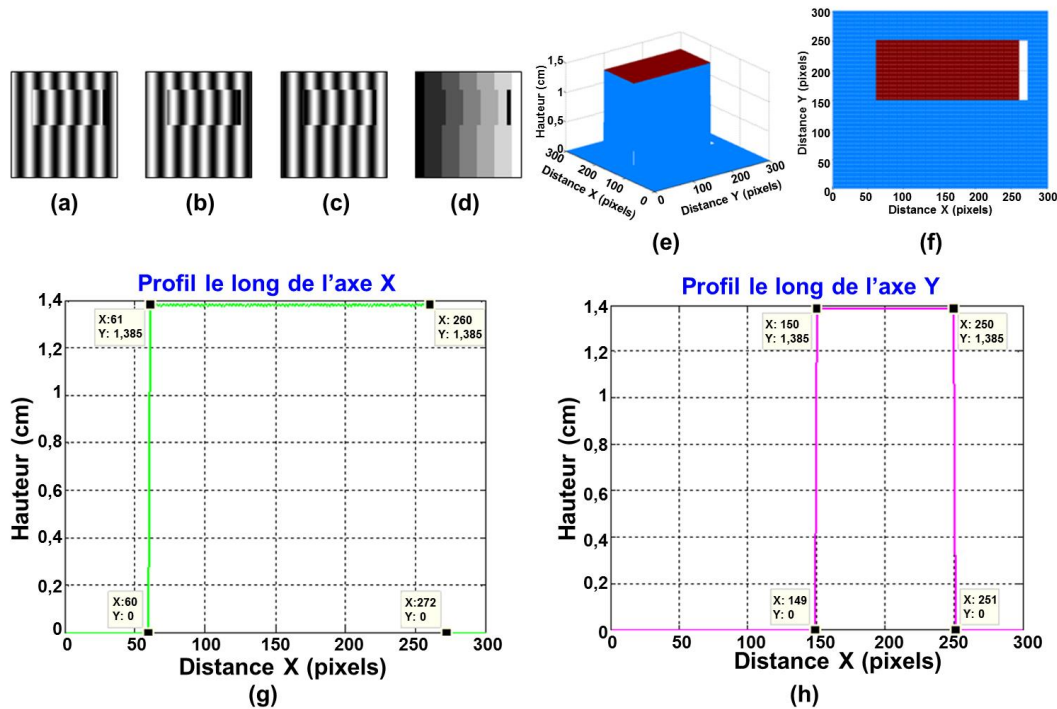 (a)
(b)
(c)
(d)
Hauteur (cm)
1,5
1
0,5
0
300
200
100
0
Distance X (pixels)
0
100
200
300
Distance Y (pixels)
(e)
Distance Y (pixels)
300
250
200
150
100
50
0
0 50 100 150 200 250 300
Distance X (pixels)
(f)
Profil le long de l’axe X
Hauteur (cm)
1,4
1,2
1
0,8
0,6
0,4
0,2
0
X:61
Y: 1,385
X: 260
Y: 1,385
X:60
Y: 0
X:272
Y: 0
0 50 100 150 200 250 300
Distance X (pixels)
(g)
Profil le long de l’axe Y
Hauteur (cm)
1,4
1,2
1
0,8
0,6
0,4
0,2
0
X: 150
Y: 1,385
X: 250
Y: 1,385
X: 149
Y: 0
X: 251
Y: 0
0 50 100 150 200 250 300
Distance X (pixels)
(h)